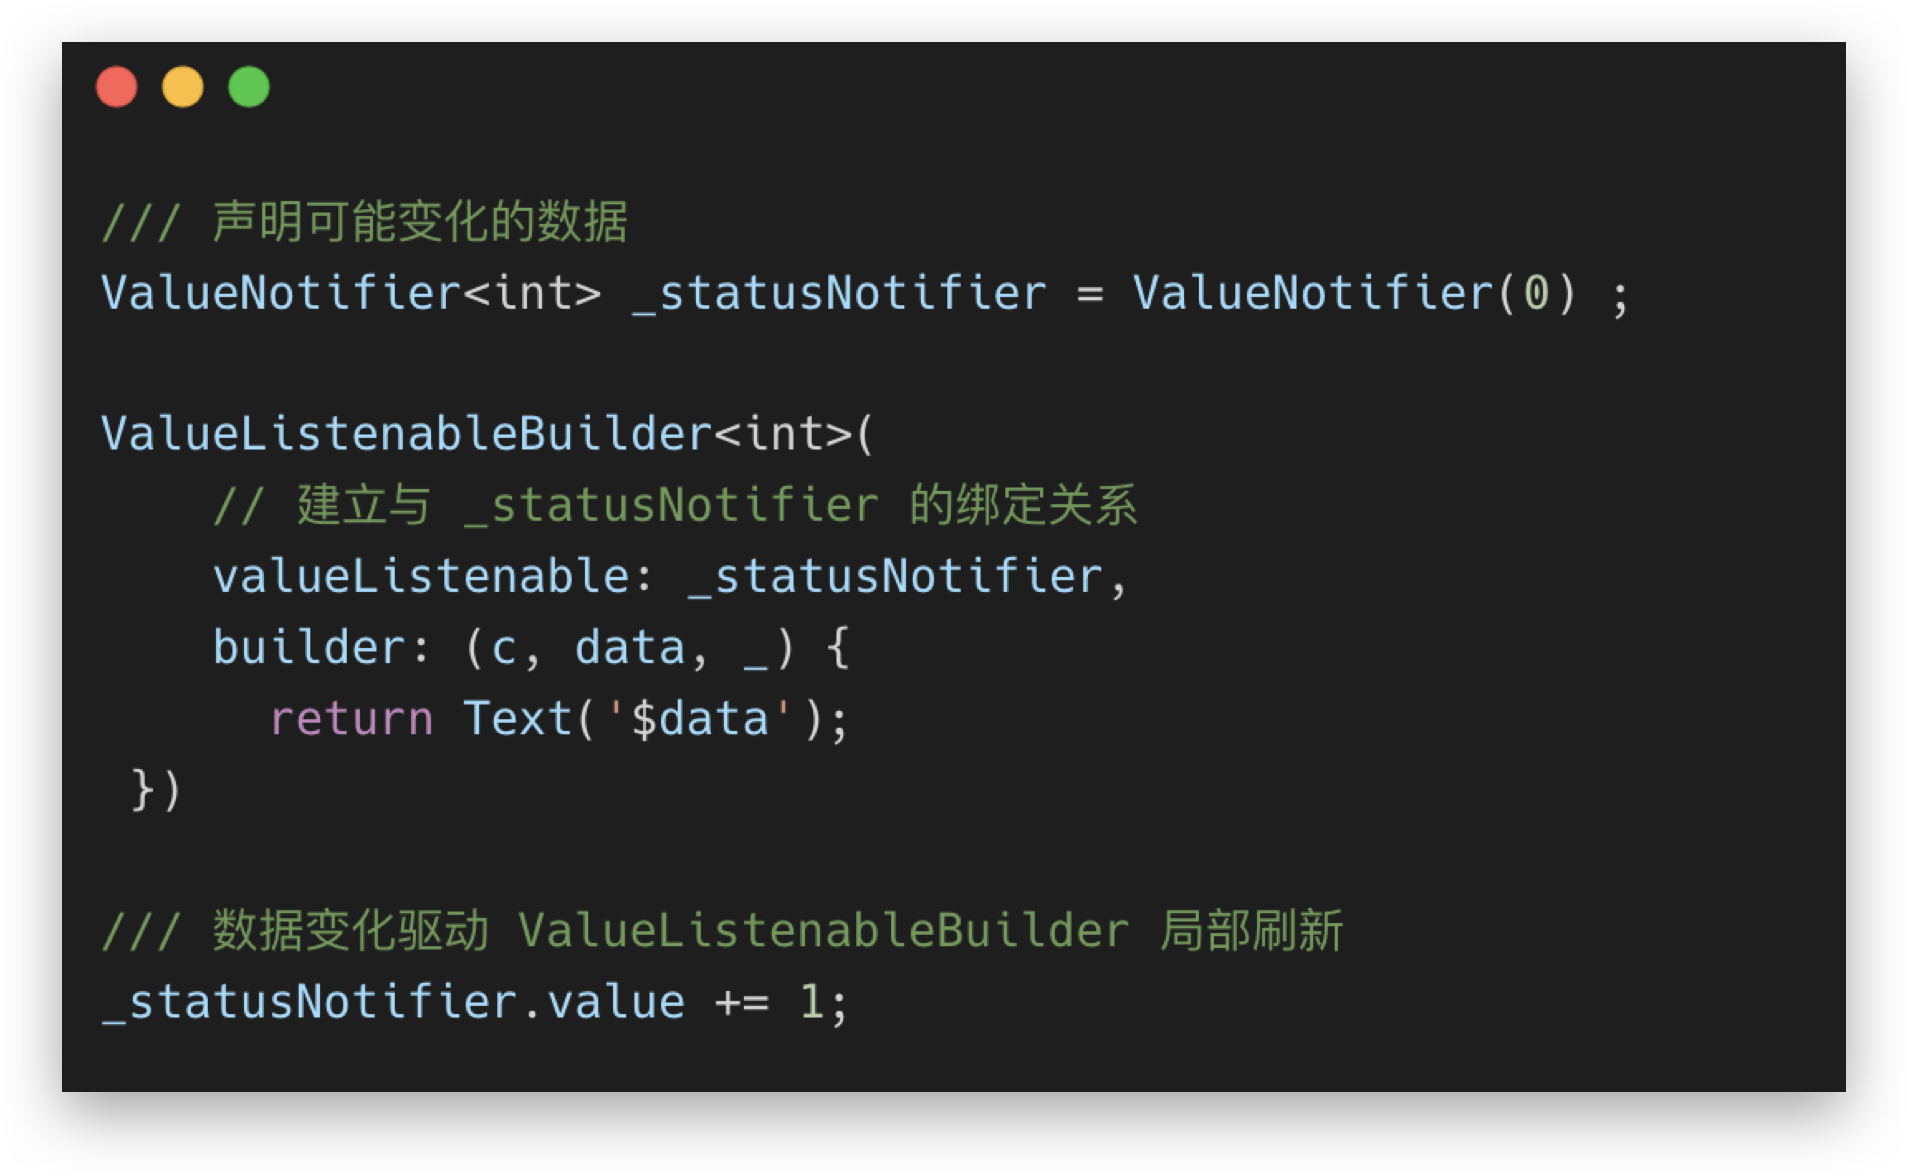 /// 声明可能变化的数据
ValueNotifier<int> _statusNotifier = ValueNotifier(0) ;
ValueListenableBuilder<int>(
    // 建立与 _statusNotifier 的绑定关系
    valueListenable: _statusNotifier,
    builder: (c, data, _) {
      return Text('$data');
 })
/// 数据变化驱动 ValueListenableBuilder 局部刷新
_statusNotifier.value += 1;